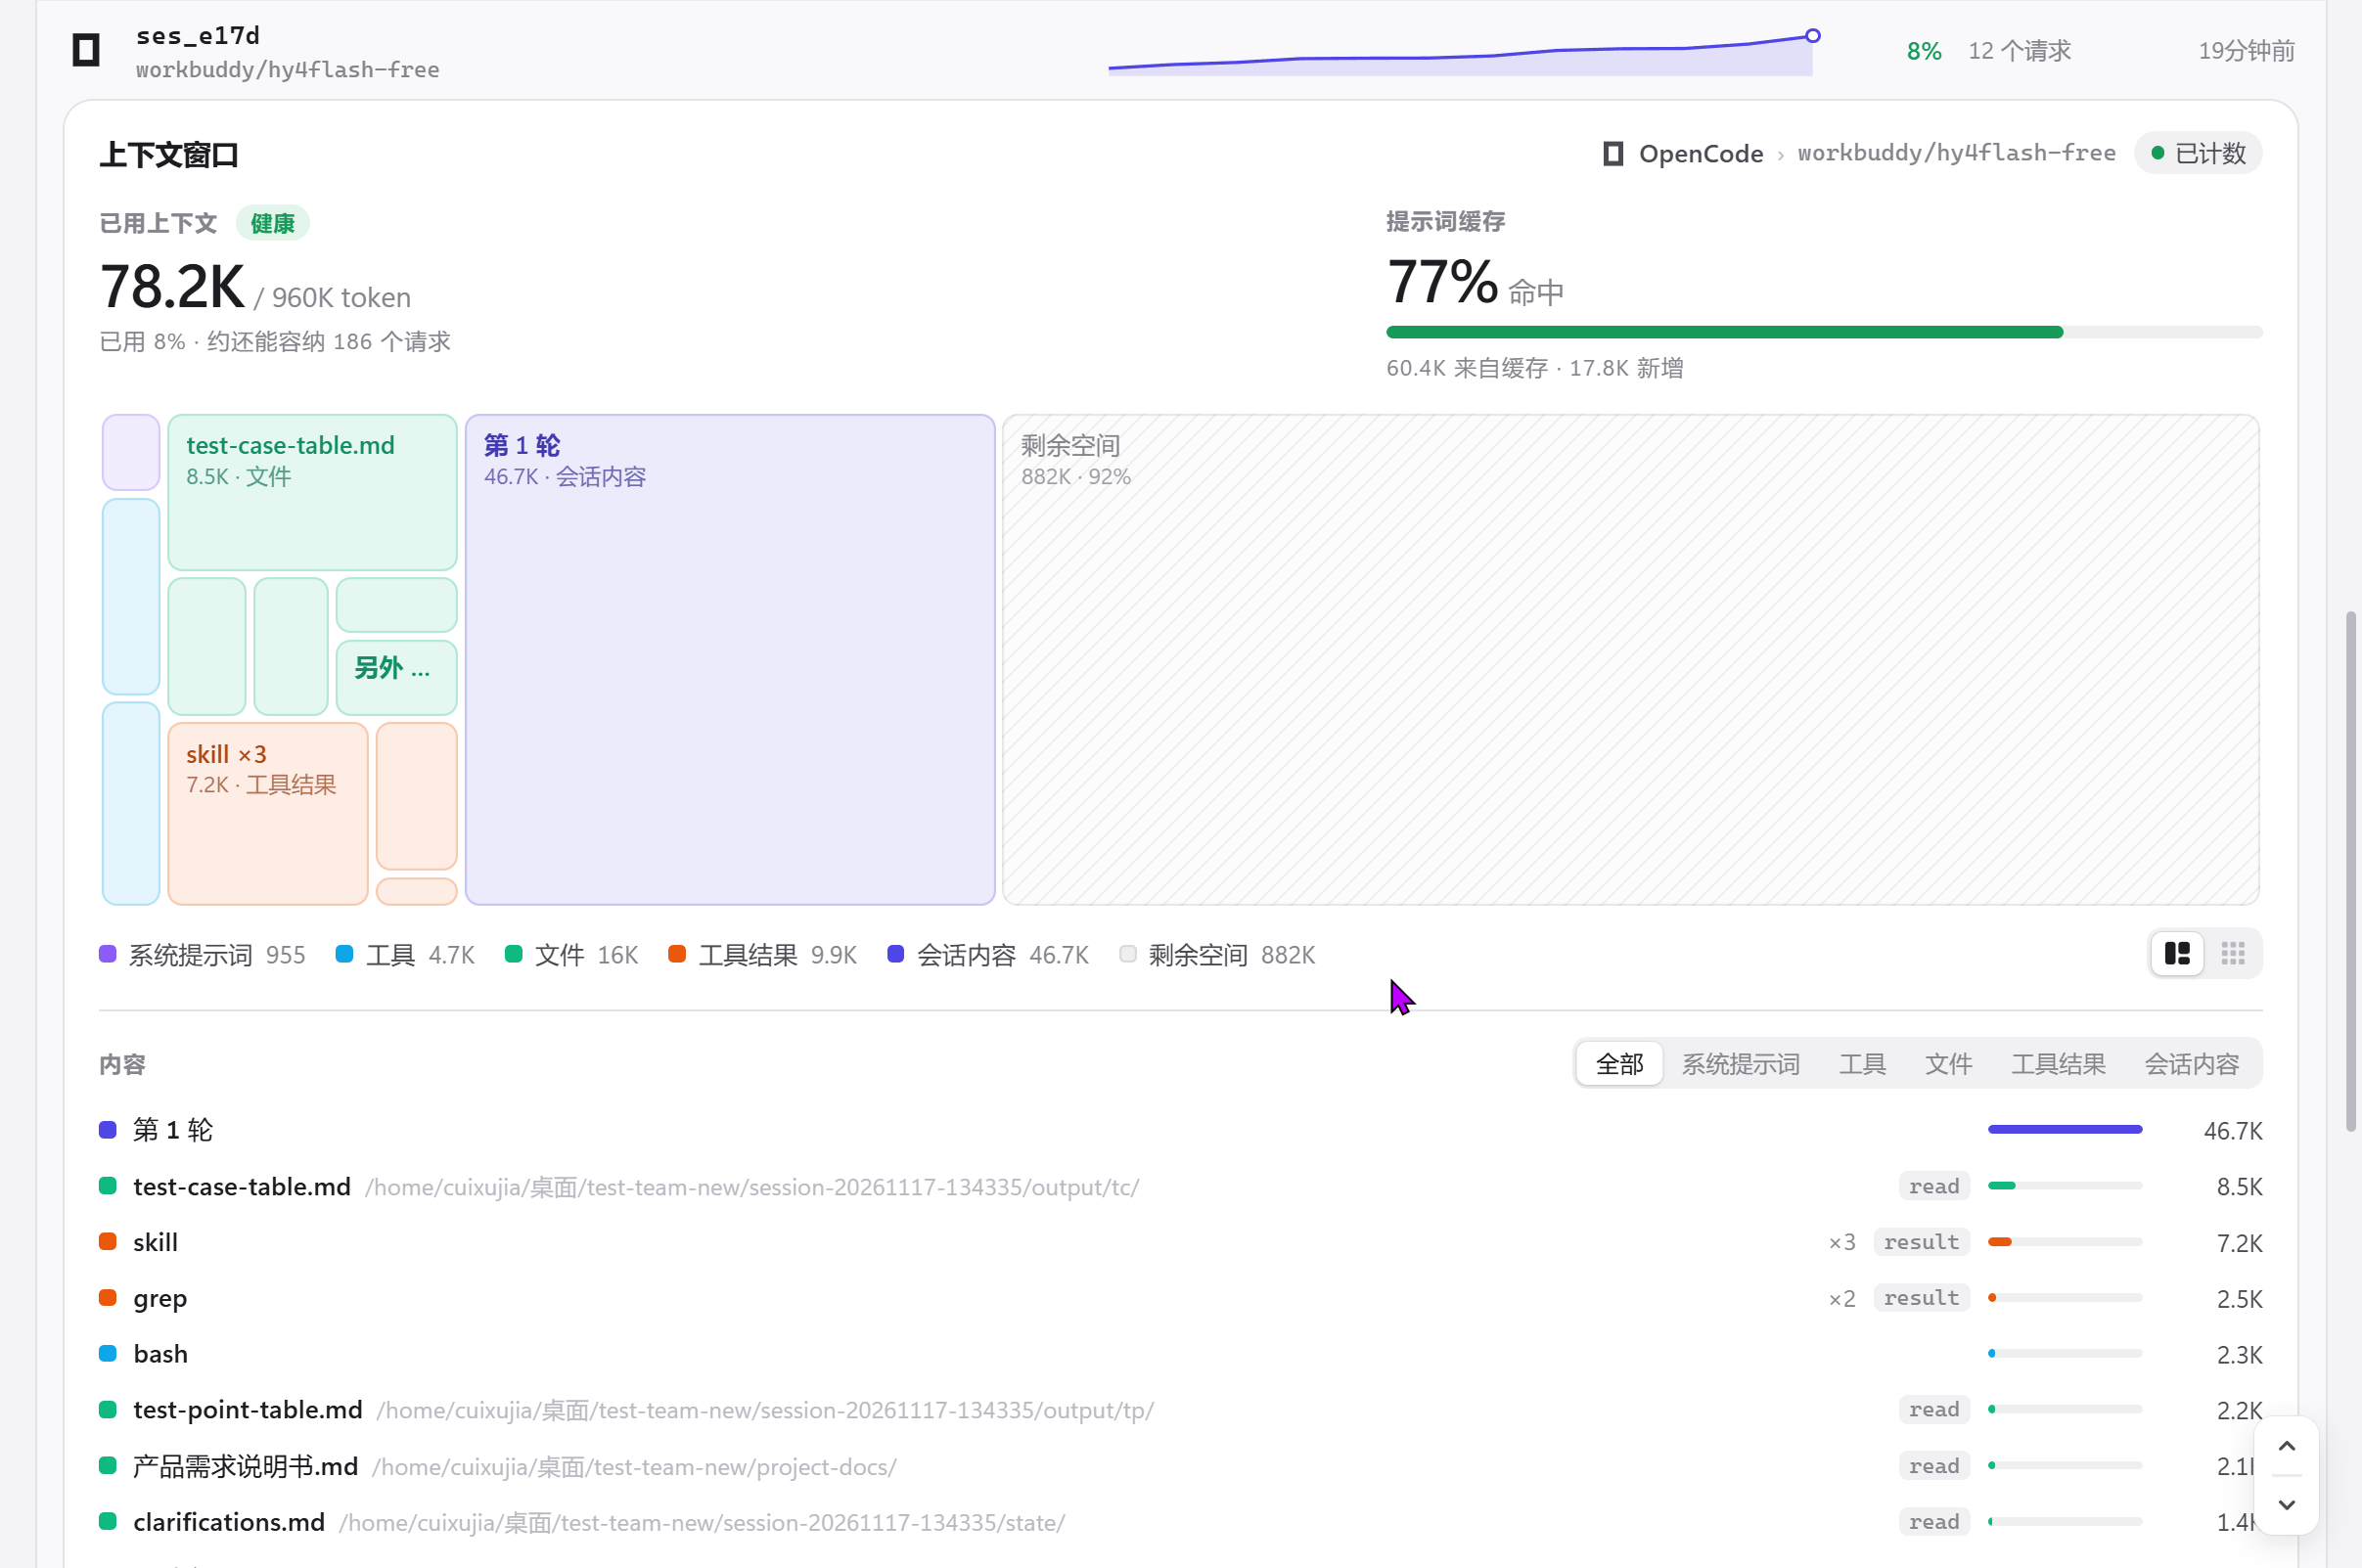 ses_e17d
workbuddy/hy4flash-free
8% 12 个请求 19分钟前
上下文窗口
OpenCode › workbuddy/hy4flash-free 已计数
已用上下文 健康
78.2K / 960K token
已用 8% · 约还能容纳 186 个请求
提示词缓存
77% 命中
60.4K 来自缓存 · 17.8K 新增
test-case-table.md
8.5K · 文件
另外 ...
skill ×3
7.2K · 工具结果
第 1 轮
46.7K · 会话内容
剩余空间
882K · 92%
系统提示词 955 工具 4.7K 文件 16K 工具结果 9.9K 会话内容 46.7K 剩余空间 882K
内容
全部 系统提示词 工具 文件 工具结果 会话内容
第 1 轮 46.7K
test-case-table.md /home/cuixujia/桌面/test-team-new/session-20261117-134335/output/tc/ read 8.5K
skill ×3 result 7.2K
grep ×2 result 2.5K
bash 2.3K
test-point-table.md /home/cuixujia/桌面/test-team-new/session-20261117-134335/output/tp/ read 2.2K
产品需求说明书.md /home/cuixujia/桌面/test-team-new/project-docs/ read 2.1
clarifications.md /home/cuixujia/桌面/test-team-new/session-20261117-134335/state/ read 1.4K